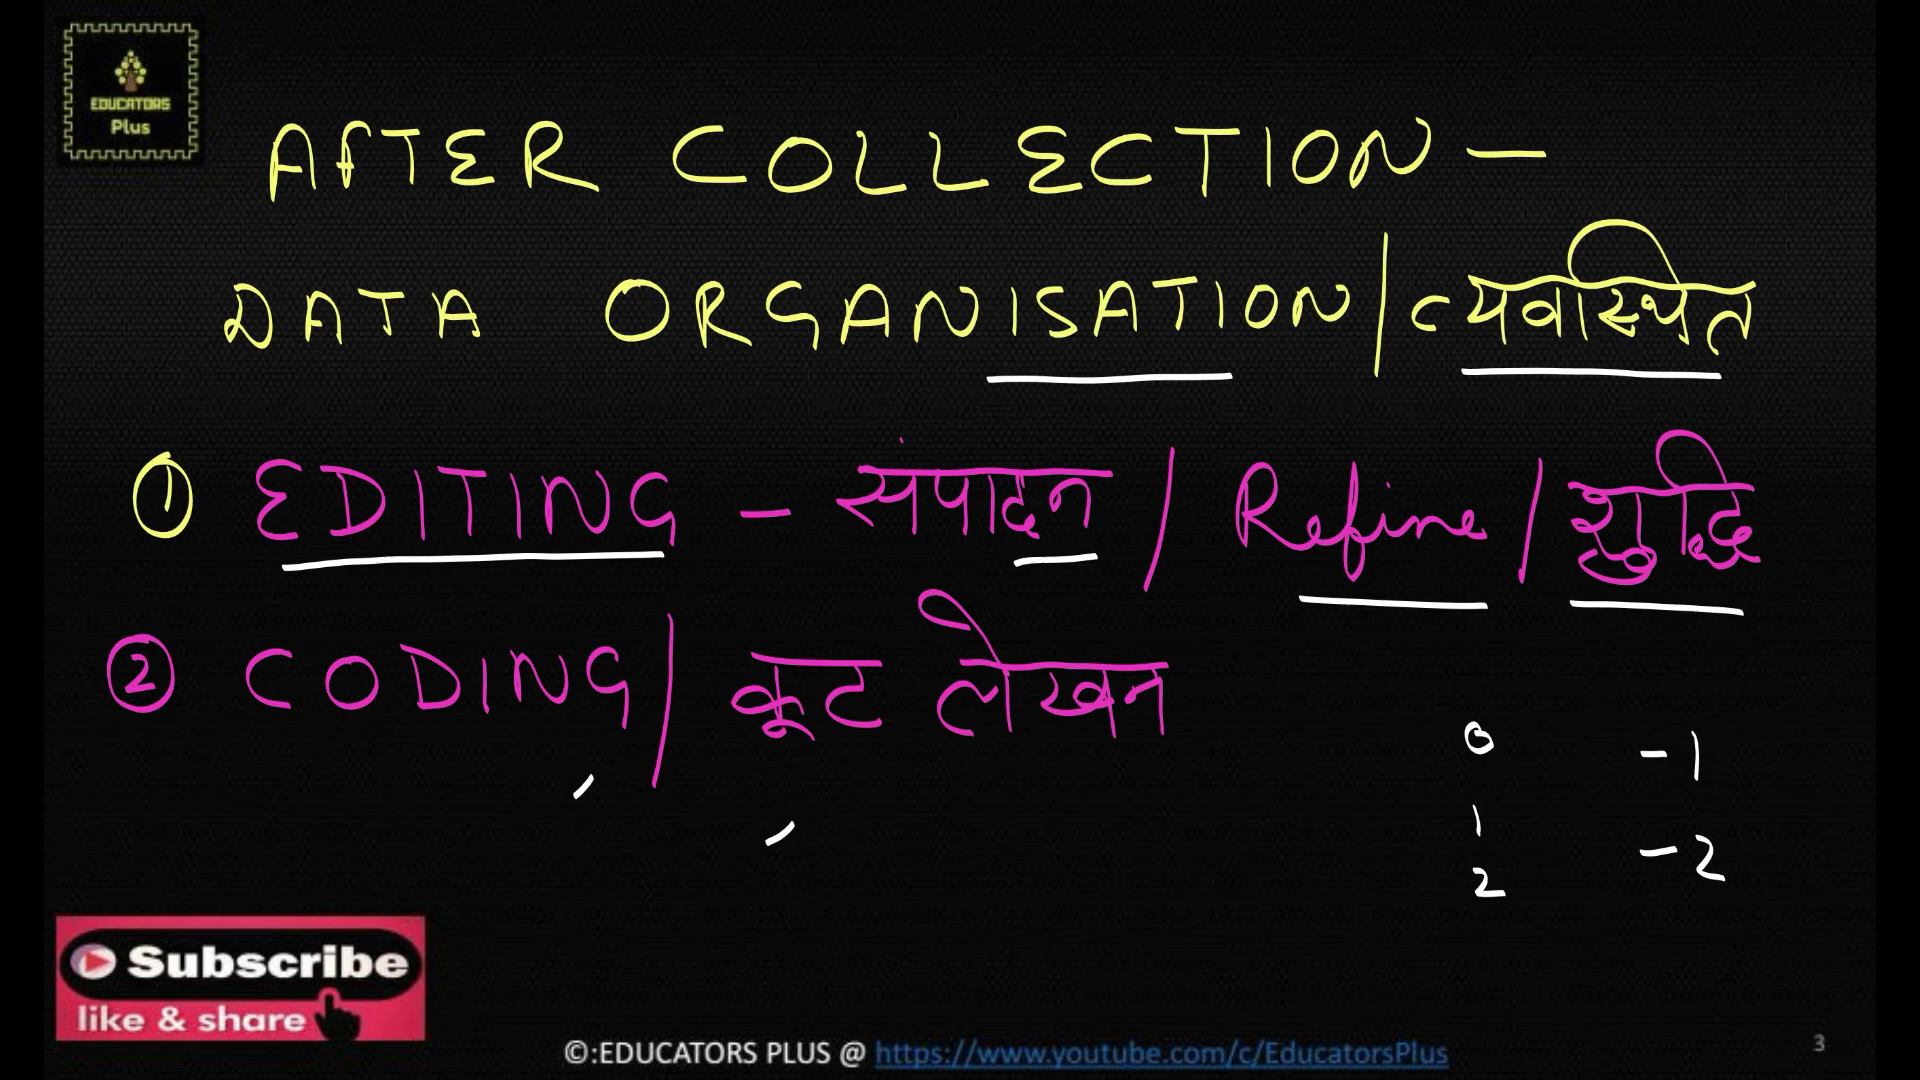 EDUCATORS
Plus
AFTER COLLECTION —
DATA ORGANISATION / व्यवस्थित
① EDITING – संपादन / Refine / शुद्धि
② CODING / कूट लेखन
0 -1
1
2 -2
Subscribe
like & share
©:EDUCATORS PLUS @ https://www.youtube.com/c/EducatorsPlus
3